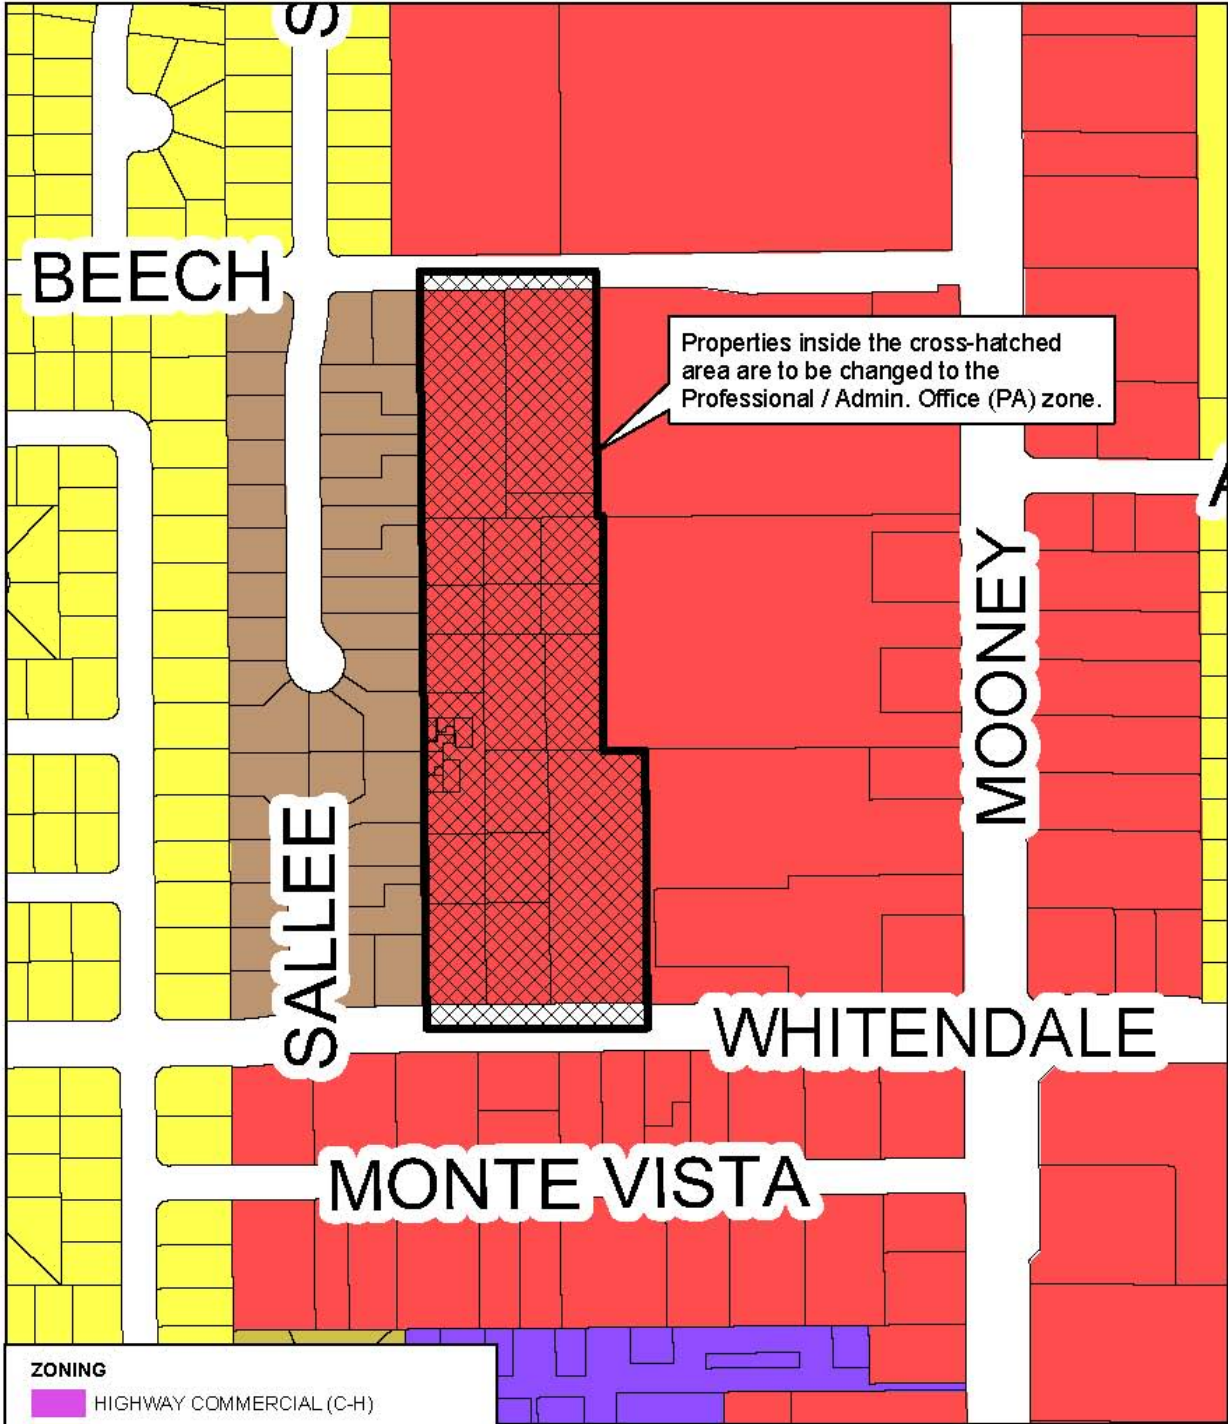 S
BEECH
Properties inside the cross-hatched
area are to be changed to the
Professional / Admin. Office (PA) zone.
A
MOONEY
SALLEE
WHITENDALE
MONTE VISTA
ZONING
HIGHWAY COMMERCIAL (C-H)